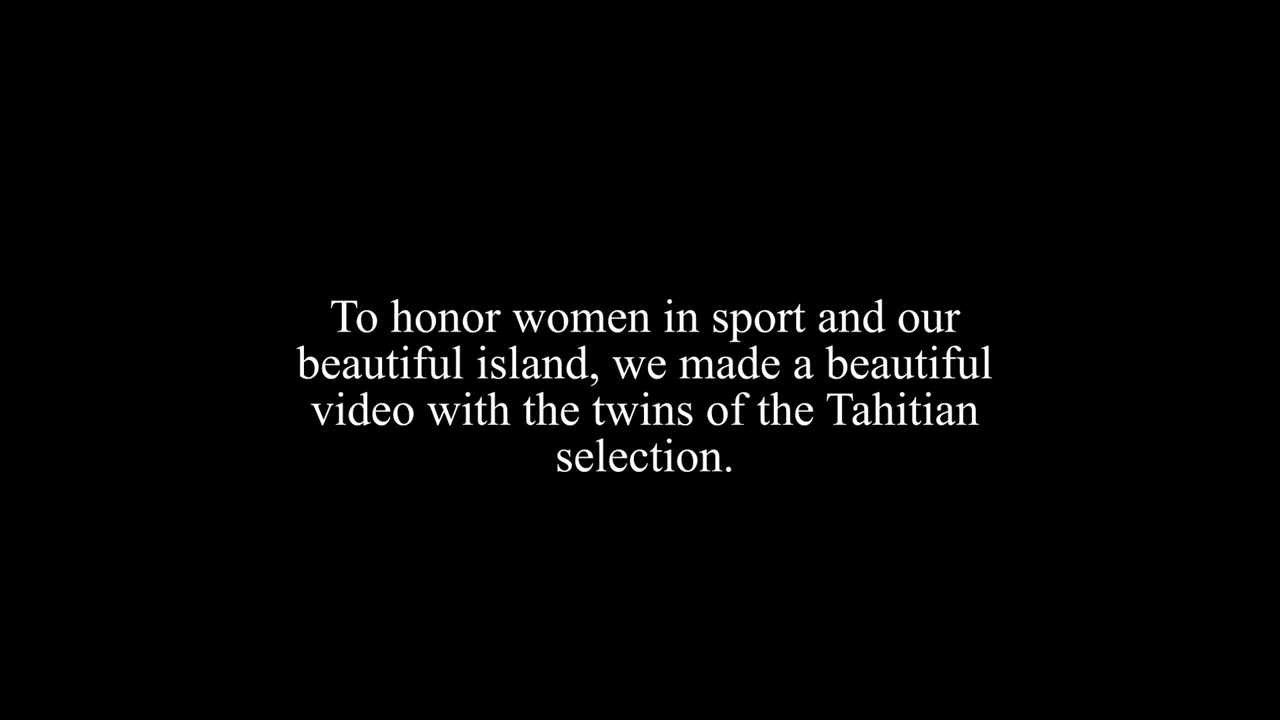 To honor women in sport and our
beautiful island, we made a beautiful
video with the twins of the Tahitian
selection.